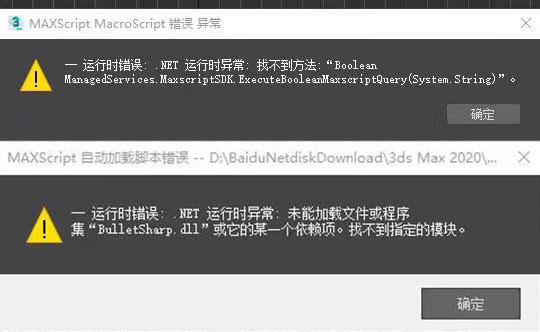 MAXScript MacroScript 错误 异常
一 运行时错误: .NET 运行时异常: 找不到方法:“Boolean
ManagedServices.MaxscriptSDK.ExecuteBooleanMaxscriptQuery(System.String)”。
确定
MAXScript 自动加载脚本错误 -- D:\BaiduNetdiskDownload\3ds Max 2020\...
一 运行时错误: .NET 运行时异常: 未能加载文件或程序
集“BulletSharp.dll”或它的某一个依赖项。找不到指定的模块。
确定